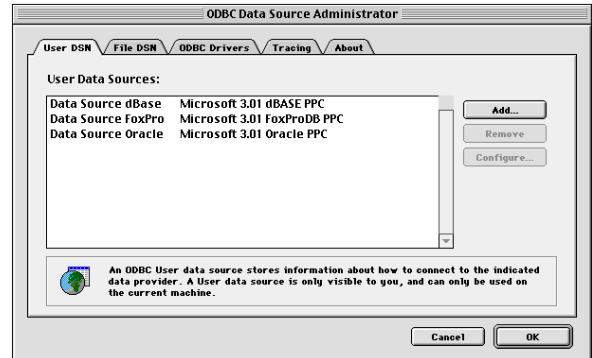 ODBC Data Source Administrator
User DSN File DSN ODBC Drivers Tracing About
User Data Sources:
Data Source dBase Microsoft 3.01 dBASE PPC
Data Source FoxPro Microsoft 3.01 FoxProDB PPC
Data Source Oracle Microsoft 3.01 Oracle PPC
Add...
Remove
Configure...
An ODBC User data source stores information about how to connect to the indicated
data provider. A User data source is only visible to you, and can only be used on
the current machine.
Cancel OK